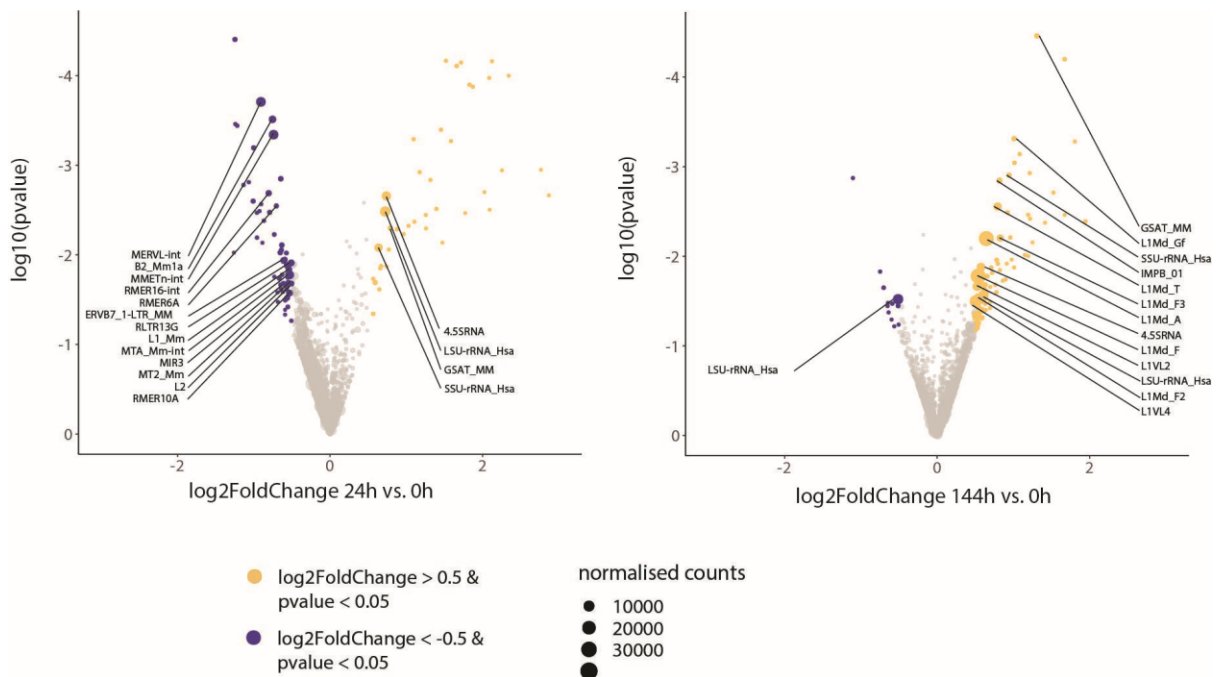 -4
-3
-2
-1
0
log10(pvalue)
MERVL-int
B2_Mm1a
MMETn-int
RMER16-int
RMER6A
ERVB7_1-LTR_MM
RLTR13G
L1_Mm
MTA_Mm-int
MIR3
MT2_Mm
L2
RMER10A
4.5SRNA
LSU-rRNA_Hsa
GSAT_MM
SSU-rRNA_Hsa
-2
0
2
log2FoldChange 24h vs. 0h
-4
-3
-2
-1
0
log10(pvalue)
LSU-rRNA_Hsa
GSAT_MM
L1Md_Gf
SSU-rRNA_Hsa
IMPB_01
L1Md_T
L1Md_F3
L1Md_A
4.5SRNA
L1Md_F
L1VL2
LSU-rRNA_Hsa
L1Md_F2
L1VL4
-2
0
2
log2FoldChange 144h vs. 0h
log2FoldChange > 0.5 &
pvalue < 0.05
log2FoldChange < -0.5 &
pvalue < 0.05
normalised counts
10000
20000
30000